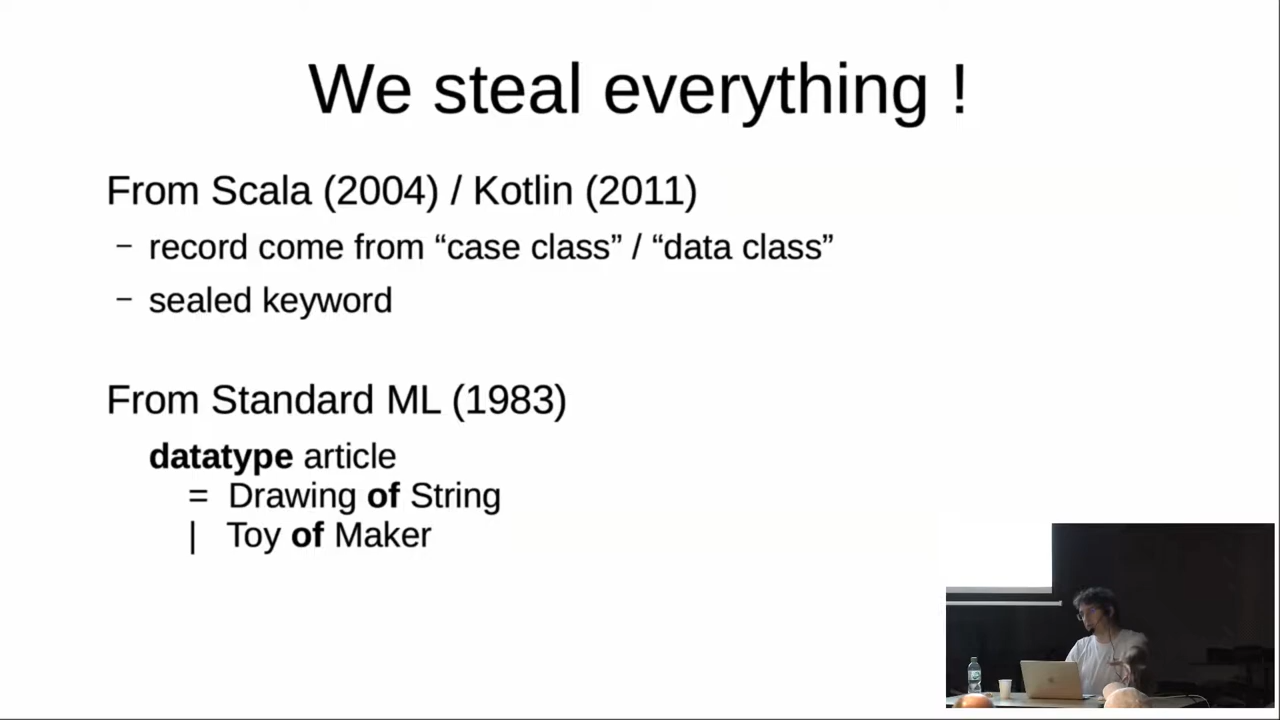 We steal everything !
From Scala (2004) / Kotlin (2011)
– record come from “case class” / “data class”
– sealed keyword
From Standard ML (1983)
datatype article
= Drawing of String
| Toy of Maker